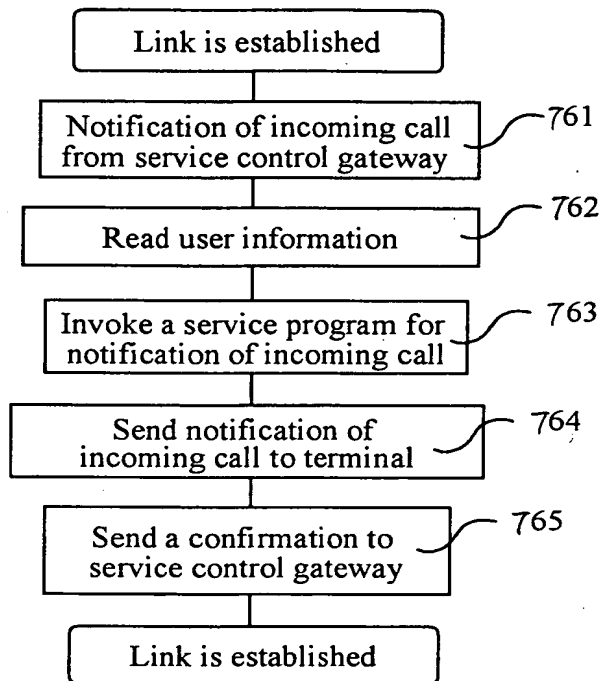 Link is established
Notification of incoming call
from service control gateway
761
Read user information
762
Invoke a service program for
notification of incoming call
763
Send notification of
incoming call to terminal
764
Send a confirmation to
service control gateway
765
Link is established